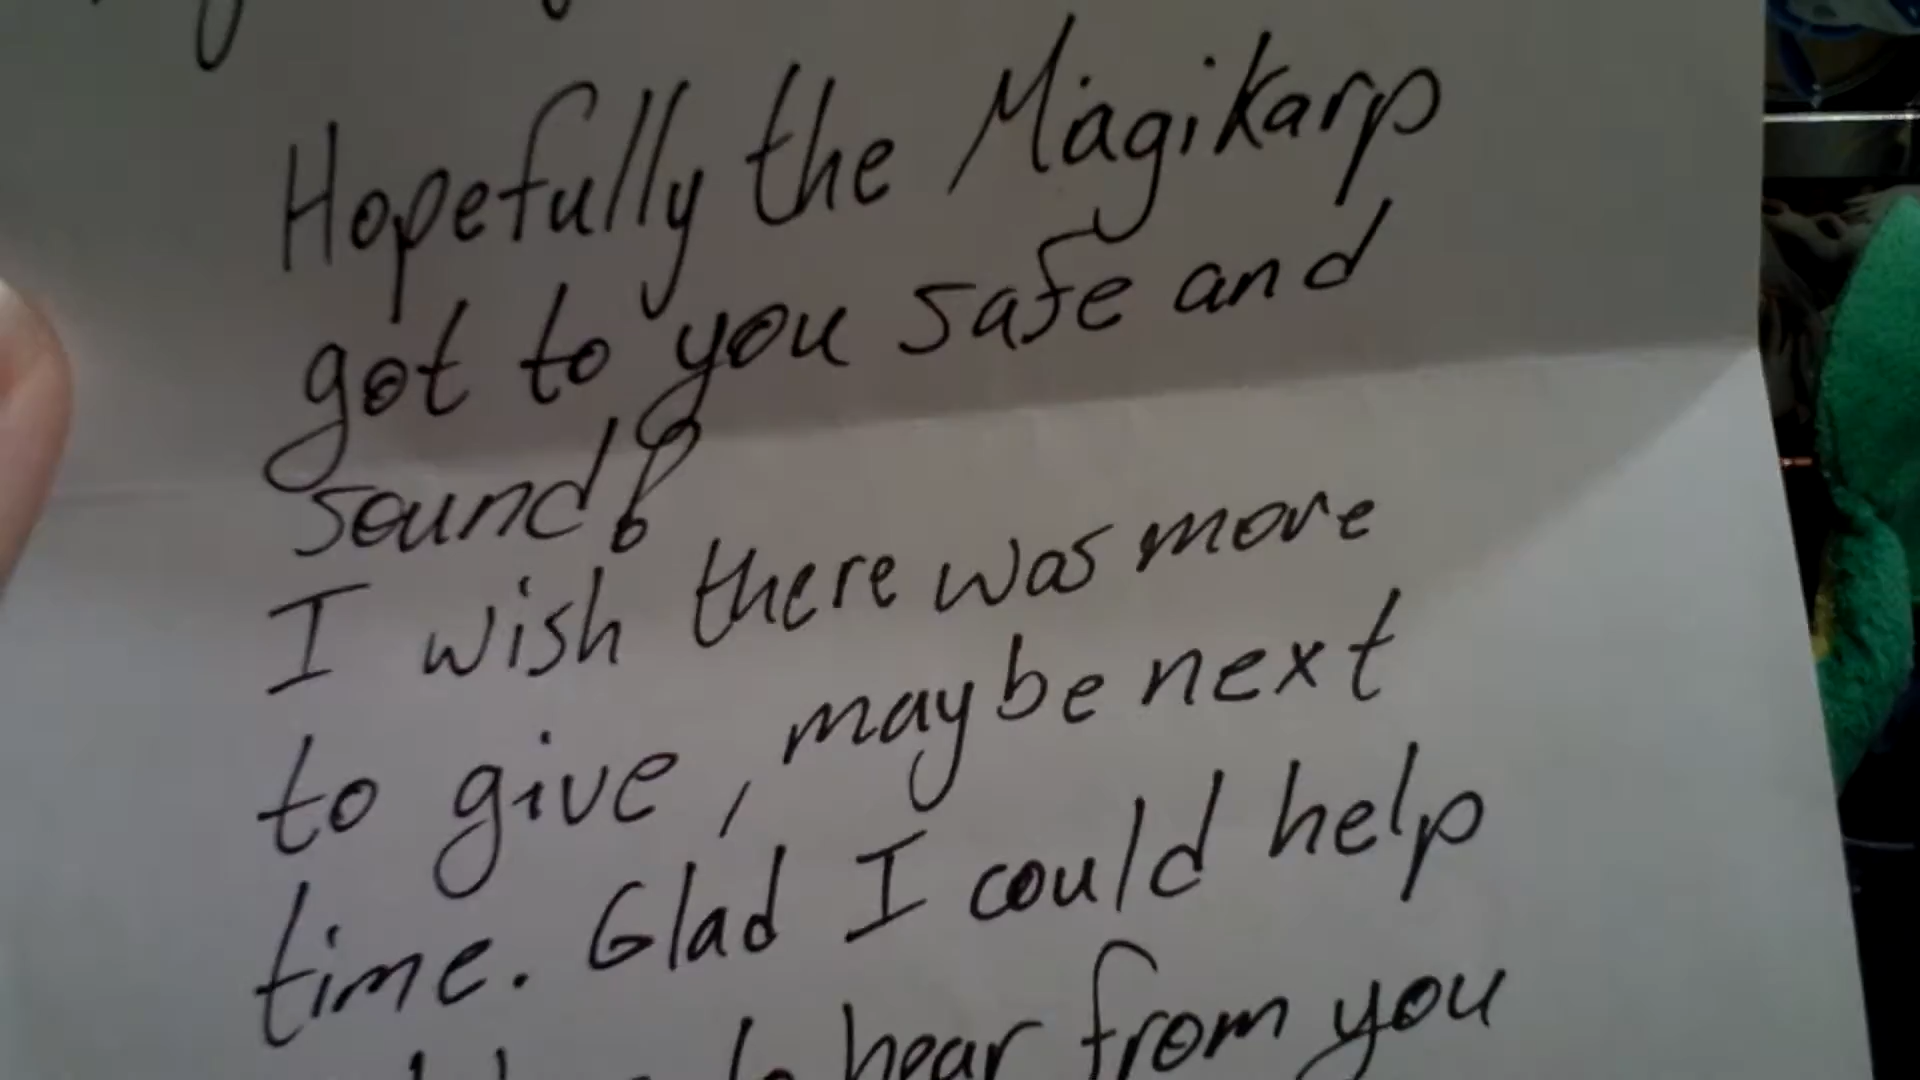 Hopefully the Magikarp
got to you safe and
sound!
I wish there was more
to give, maybe next
time. Glad I could help
hear from you